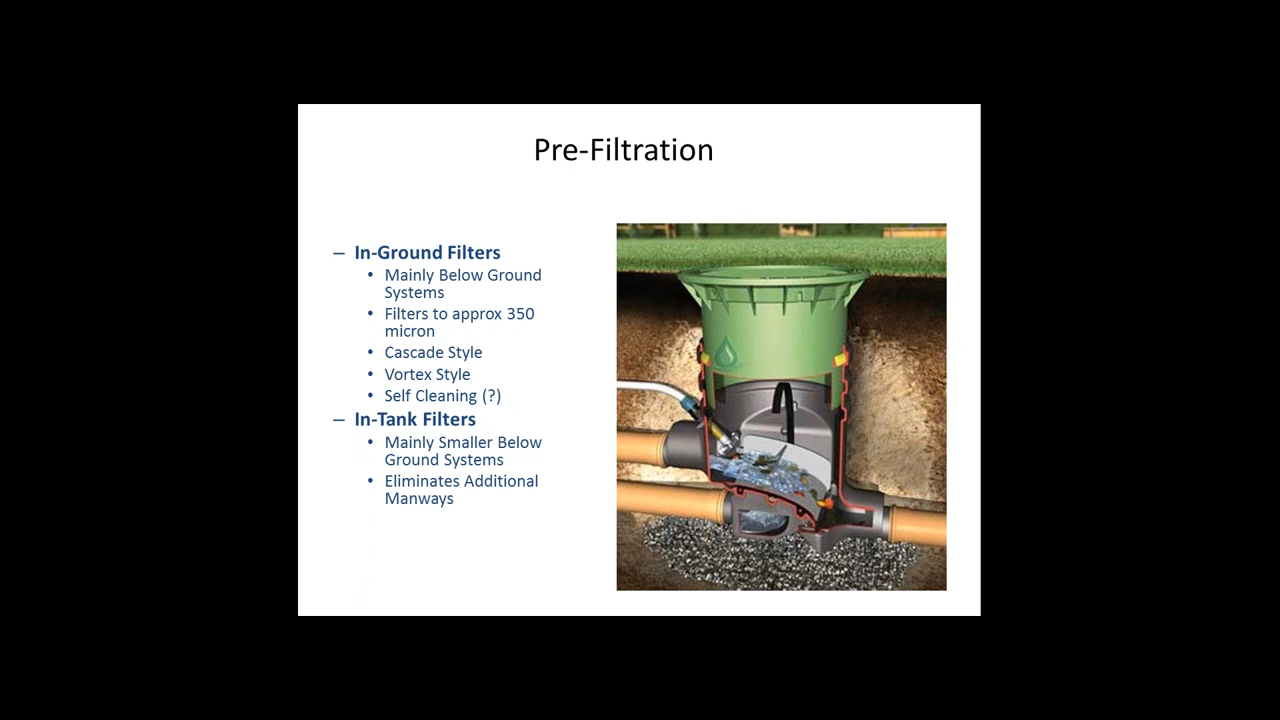 Pre-Filtration
– In-Ground Filters
• Mainly Below Ground
Systems
• Filters to approx 350
micron
• Cascade Style
• Vortex Style
• Self Cleaning (?)
– In-Tank Filters
• Mainly Smaller Below
Ground Systems
• Eliminates Additional
Manways